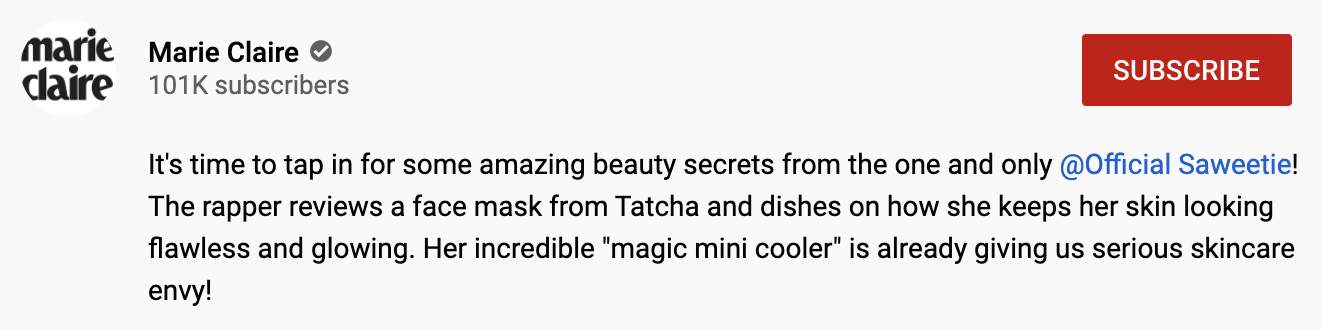 marie
claire
Marie Claire
101K subscribers
SUBSCRIBE
It's time to tap in for some amazing beauty secrets from the one and only @Official Saweetie!
The rapper reviews a face mask from Tatcha and dishes on how she keeps her skin looking
flawless and glowing. Her incredible "magic mini cooler" is already giving us serious skincare
envy!